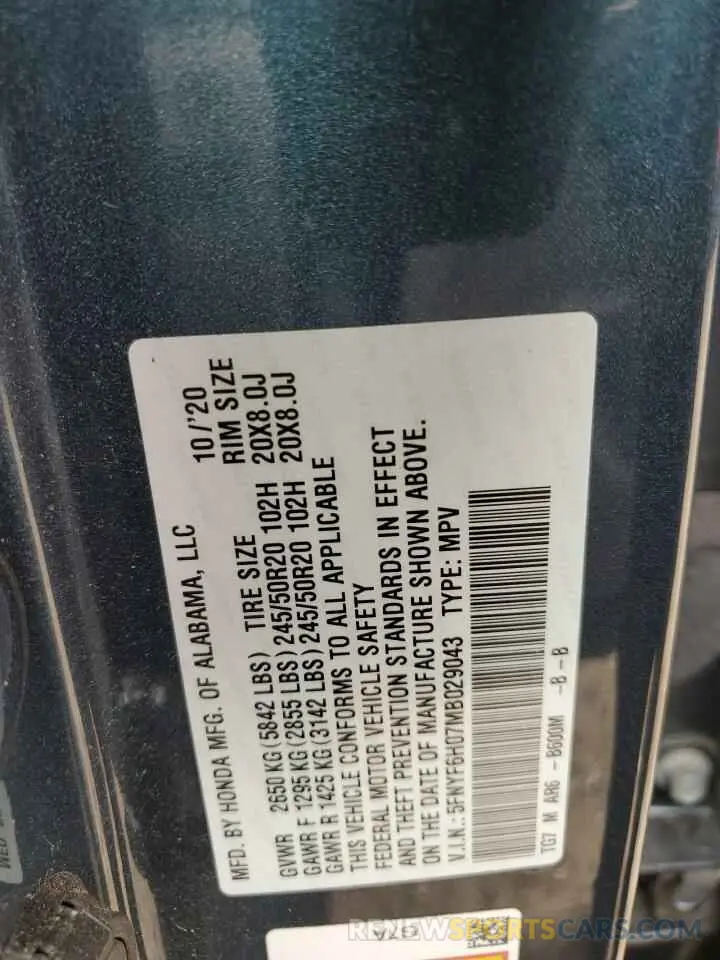 MFD. BY HONDA MFG. OF ALABAMA, LLC 10/'20
TIRE SIZE RIM SIZE
GVWR 2650 KG (5842 LBS)
GAWR F 1295 KG (2855 LBS) 245/50R20 102H 20X8.0J
GAWR R 1425 KG (3142 LBS) 245/50R20 102H 20X8.0J
THIS VEHICLE CONFORMS TO ALL APPLICABLE
FEDERAL MOTOR VEHICLE SAFETY
AND THEFT PREVENTION STANDARDS IN EFFECT
ON THE DATE OF MANUFACTURE SHOWN ABOVE.
V.I.N.: 5FNYF6H07MB029043 TYPE: MPV
TG7 M AR6 -B600M -B -B
RENEWSPORTSCARS.COM